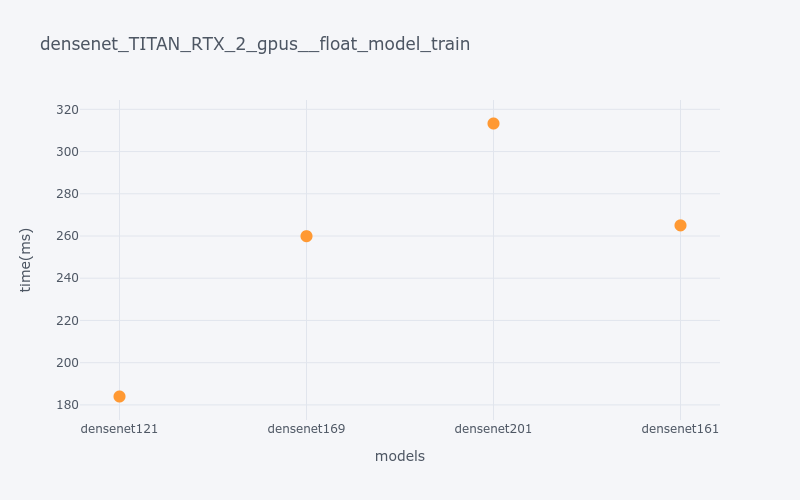 densenet_TITAN_RTX_2_gpus__float_model_train
time(ms)
320
300
280
260
240
220
200
180
densenet121
densenet169
densenet201
densenet161
models